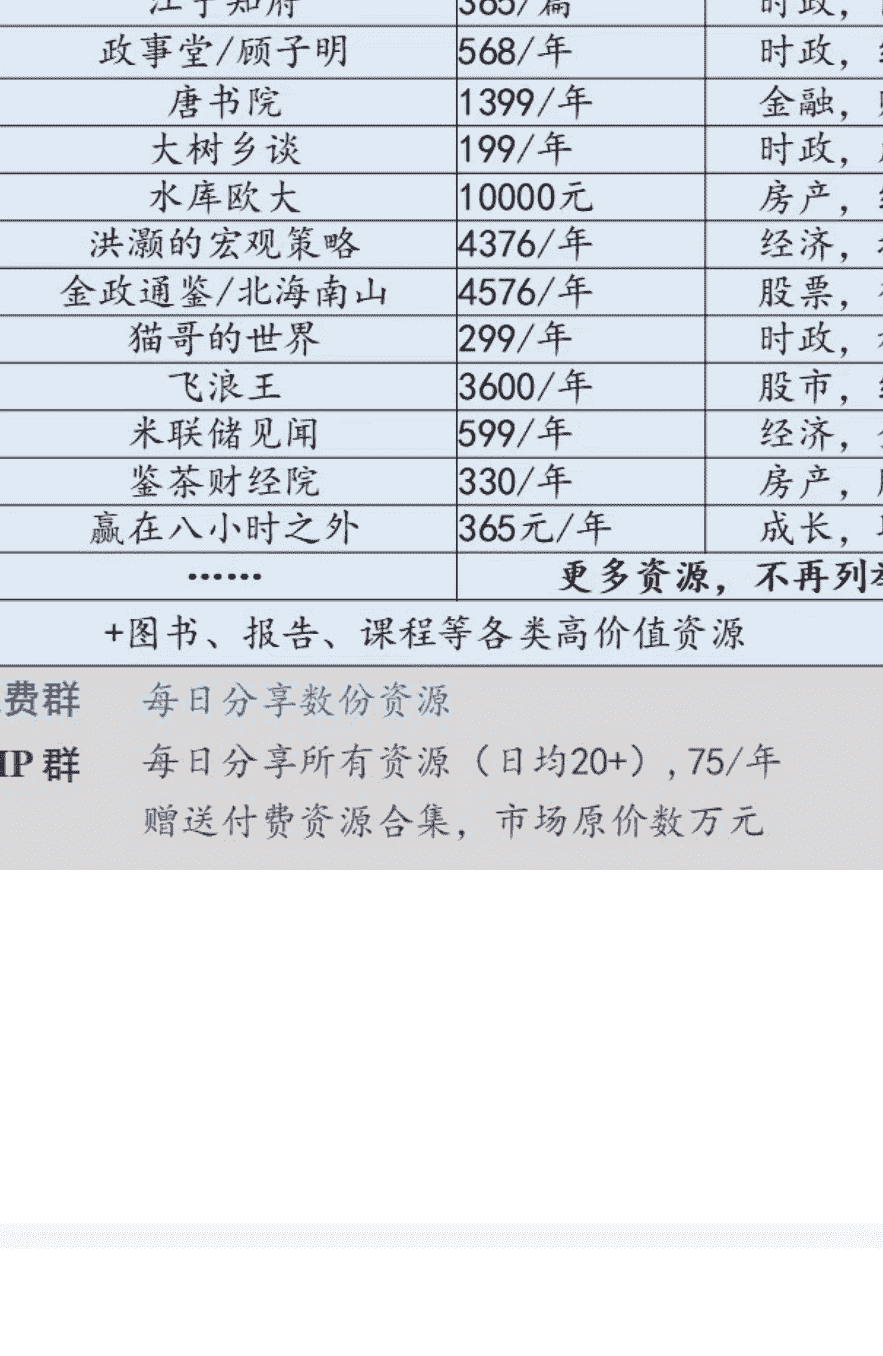 365/篇 时政，
政事堂/顾子明 568/年 时政，
唐书院 1399/年 金融，
大树乡谈 199/年 时政，
水库欧大 10000元 房产，
洪灏的宏观策略 4376/年 经济，
金政通鉴/北海南山 4576/年 股票，
猫哥的世界 299/年 时政，
飞浪王 3600/年 股市，
米联储见闻 599/年 经济，
鉴茶财经院 330/年 房产，
赢在八小时之外 365元/年 成长，
…… 更多资源，不再列举
+图书、报告、课程等各类高价值资源
费群 每日分享数份资源
IP 群 每日分享所有资源（日均20+）,75/年
赠送付费资源合集，市场原价数万元